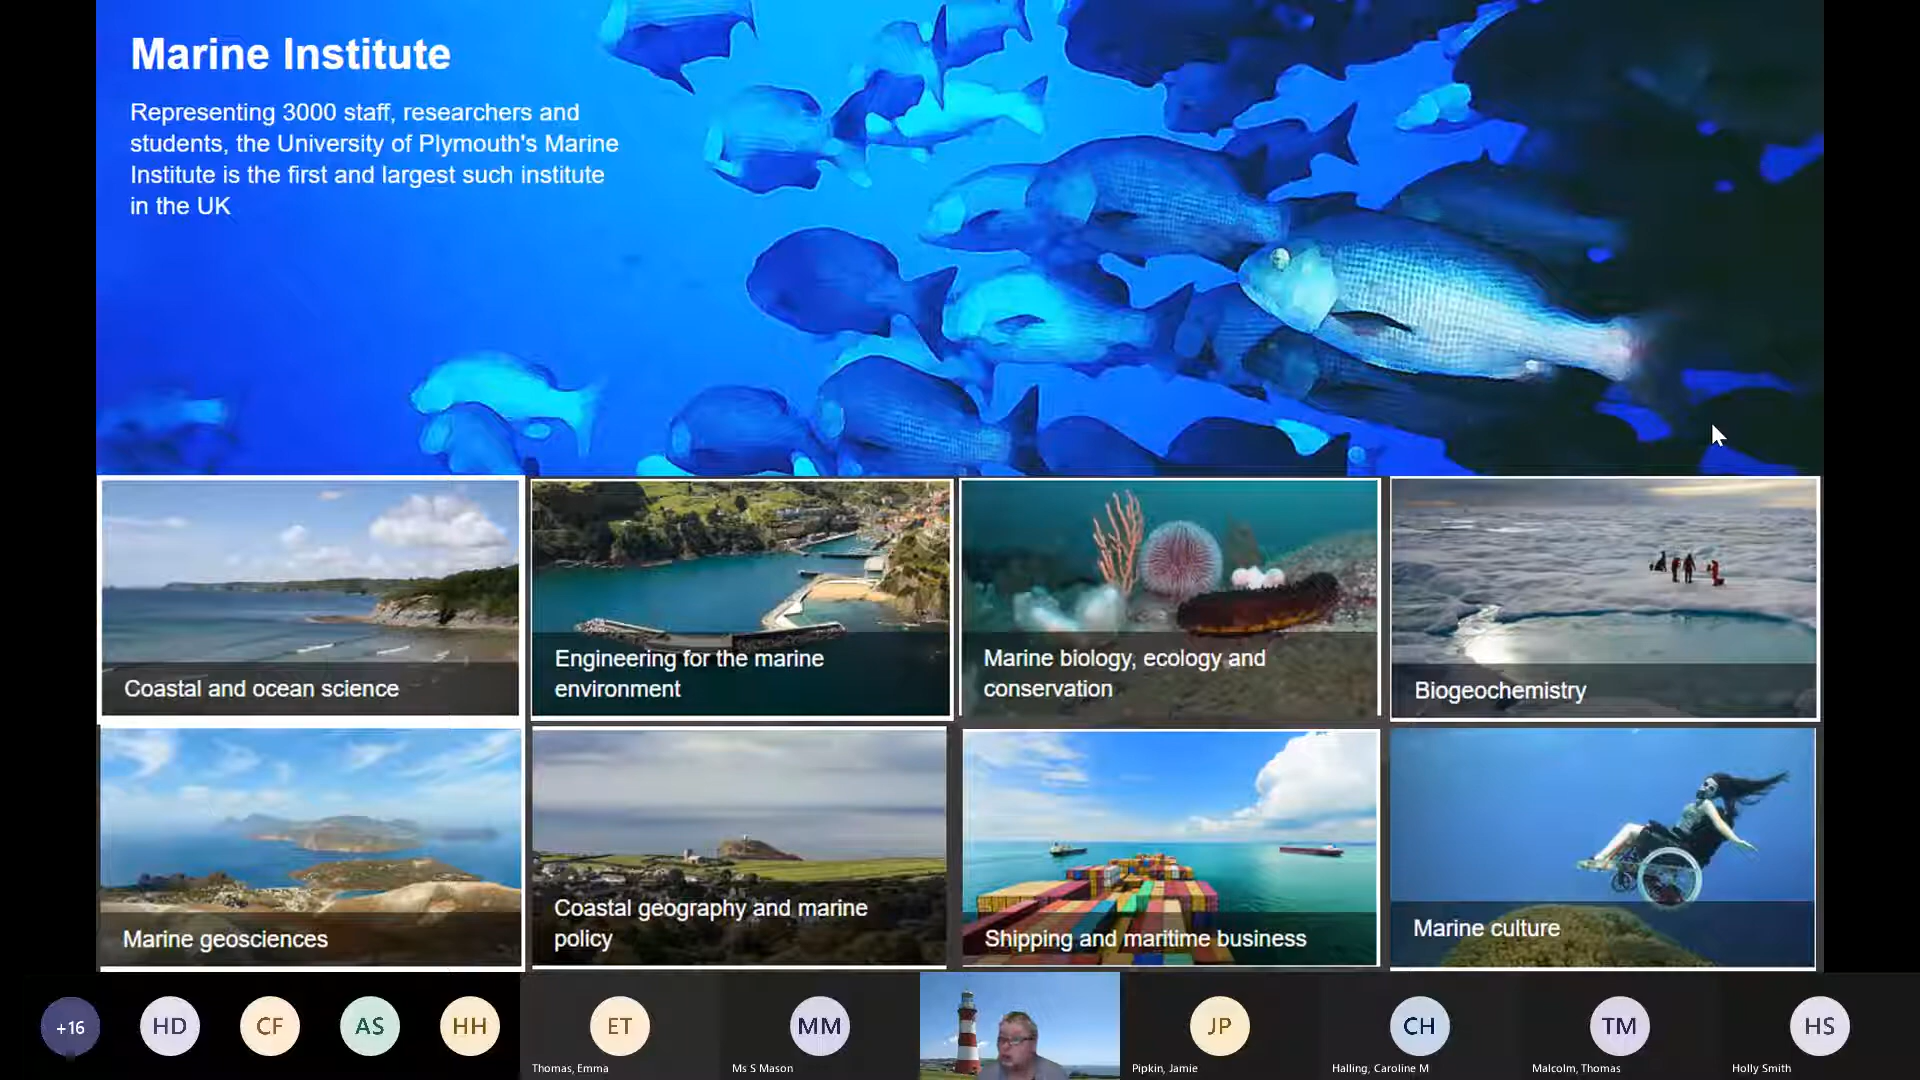 Marine Institute
Representing 3000 staff, researchers and
students, the University of Plymouth's Marine
Institute is the first and largest such institute
in the UK
Coastal and ocean science
Engineering for the marine
environment
Marine biology, ecology and
conservation
Biogeochemistry
Marine geosciences
Coastal geography and marine
policy
Shipping and maritime business
Marine culture
+16
HD
CF
AS
HH
ET
MM
JP
CH
TM
HS
Thomas, Emma
Ms S Mason
Pipkin, Jamie
Halling, Caroline M
Malcolm, Thomas
Holly Smith